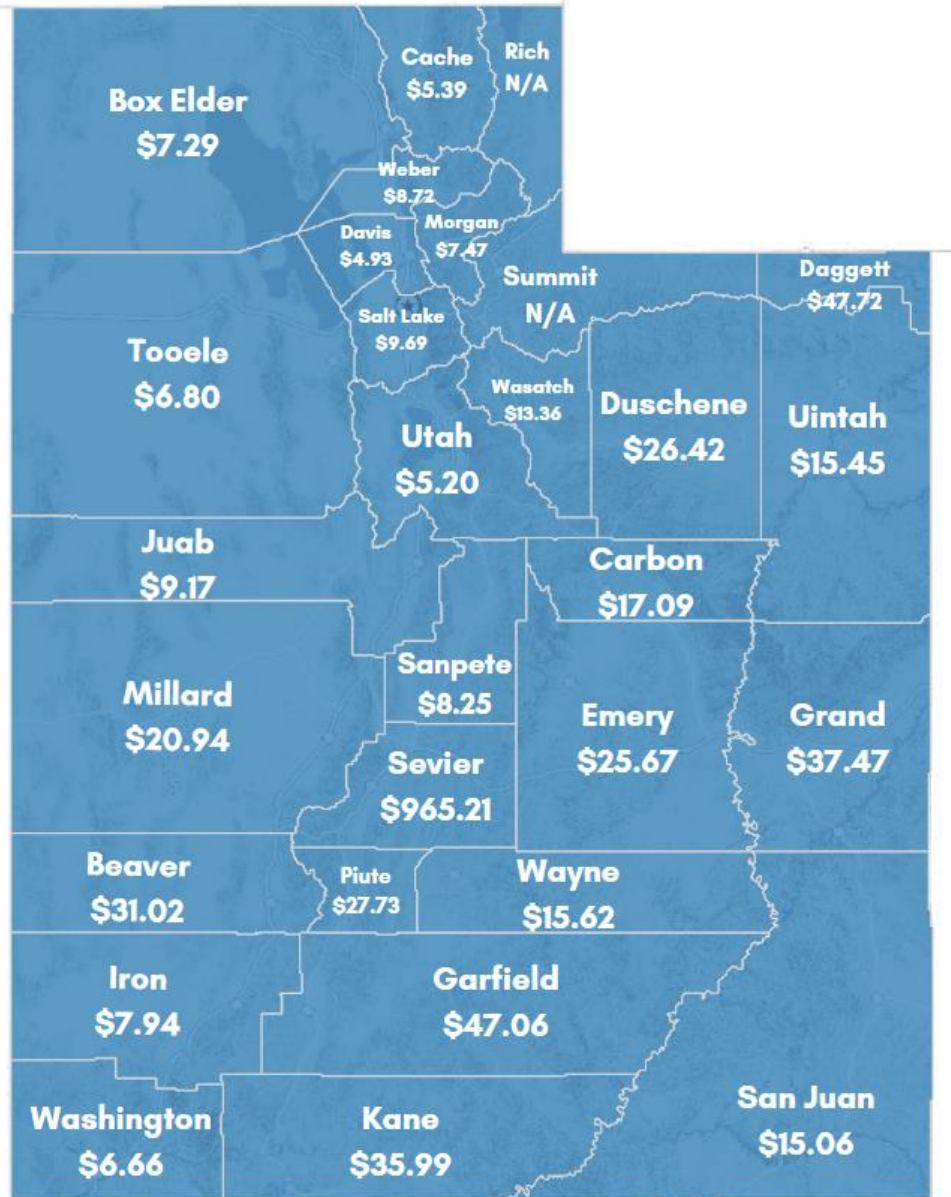 Cache
$5.39
Rich
N/A
Box Elder
$7.29
Weber
$8.72
Davis
$4.93
Morgan
$7.47
Summit
N/A
Daggett
$47.72
Salt Lake
$9.69
Tooele
$6.80
Wasatch
$13.36
Duschene
$26.42
Uintah
$15.45
Utah
$5.20
Juab
$9.17
Carbon
$17.09
Sanpete
$8.25
Millard
$20.94
Emery
$25.67
Grand
$37.47
Sevier
$965.21
Beaver
$31.02
Piute
$27.73
Wayne
$15.62
Iron
$7.94
Garfield
$47.06
Washington
$6.66
Kane
$35.99
San Juan
$15.06